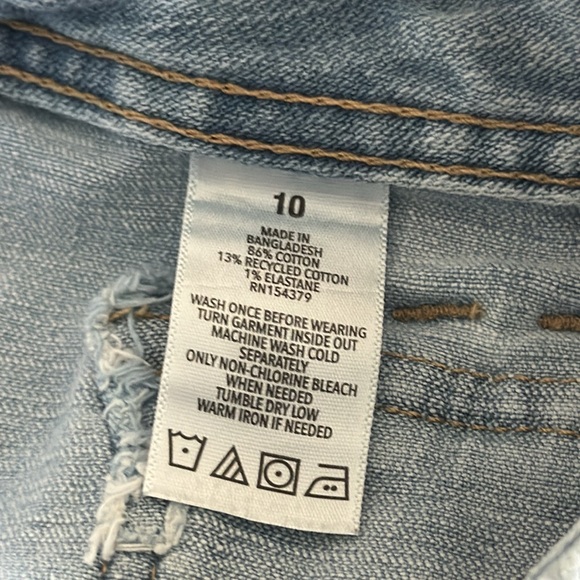 10
MADE IN
BANGLADESH
86% COTTON
13% RECYCLED COTTON
1% ELASTANE
RN154379
WASH ONCE BEFORE WEARING
TURN GARMENT INSIDE OUT
MACHINE WASH COLD
SEPARATELY
ONLY NON-CHLORINE BLEACH
WHEN NEEDED
TUMBLE DRY LOW
WARM IRON IF NEEDED